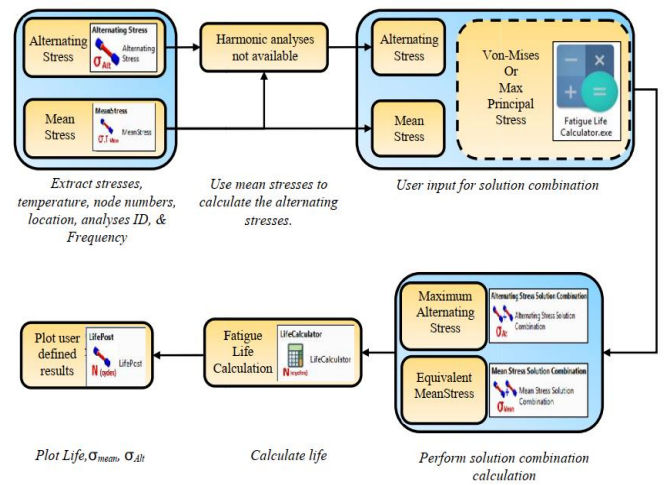 Alternating
Stress
Alternating Stress
Alternating
Stress
σAlt
Mean
Stress
MeanStress
MeanStress
σ,T Mean
Harmonic analyses
not available
Alternating
Stress
Mean
Stress
Von-Mises
Or
Max
Principal
Stress
Fatigue Life
Calculator.exe
Extract stresses,
temperature, node numbers,
location, analyses ID, &
Frequency
Use mean stresses to
calculate the alternating
stresses.
User input for solution combination
Plot user
defined
results
LifePost
LifePost
N (cycles)
Fatigue
Life
Calculation
LifeCalculator
LifeCalculator
N (cycles)
Maximum
Alternating
Stress
Alternating Stress Solution Combination
Alternating Stress Solution
Combination
Equivalent
MeanStress
Mean Stress Solution Combination
Mean Stress Solution
Combination
σMean
Plot Life,σmean, σAlt
Calculate life
Perform solution combination
calculation